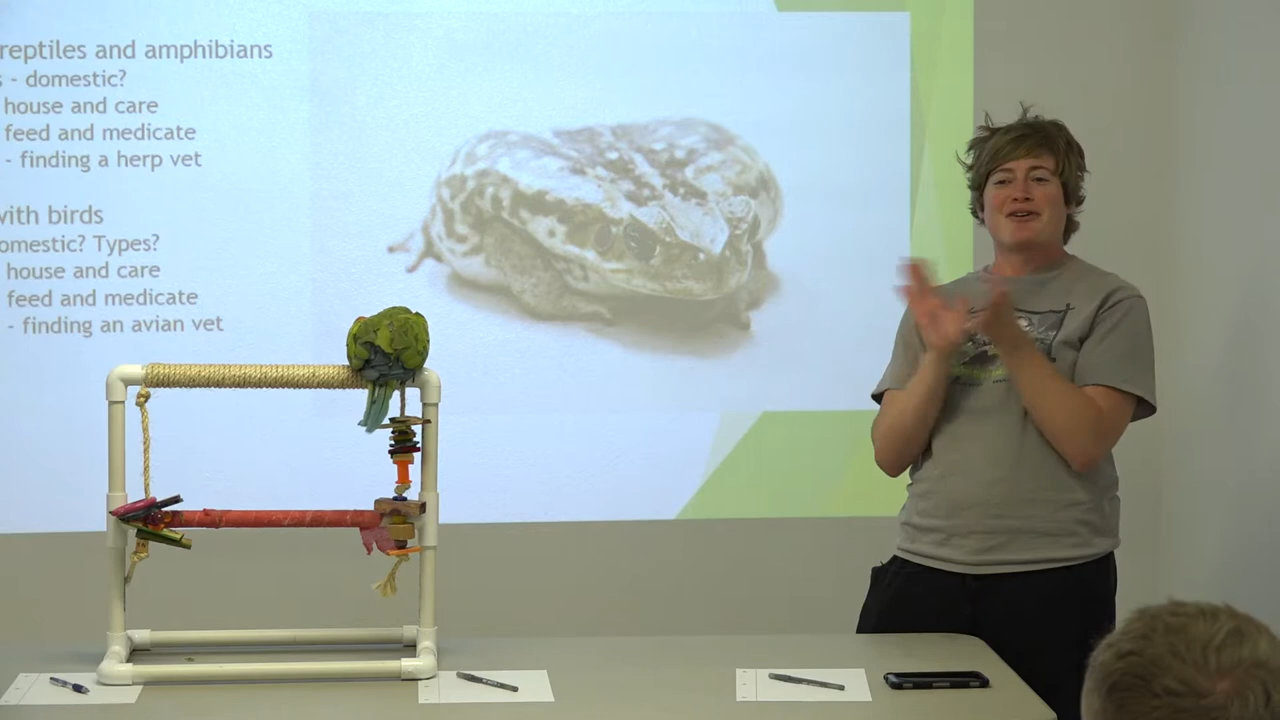 reptiles and amphibians
- domestic?
house and care
feed and medicate
- finding a herp vet
with birds
domestic? Types?
house and care
feed and medicate
- finding an avian vet